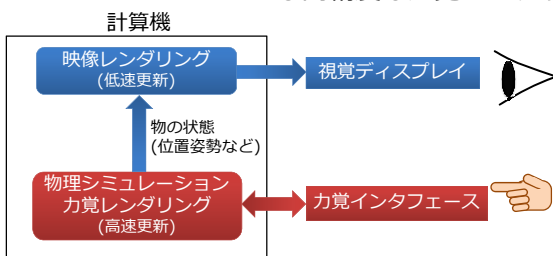 計算機
映像レンダリング
(低速更新)
視覚ディスプレイ
物の状態
(位置姿勢など)
物理シミュレーション
力覚レンダリング
(高速更新)
力覚インタフェース